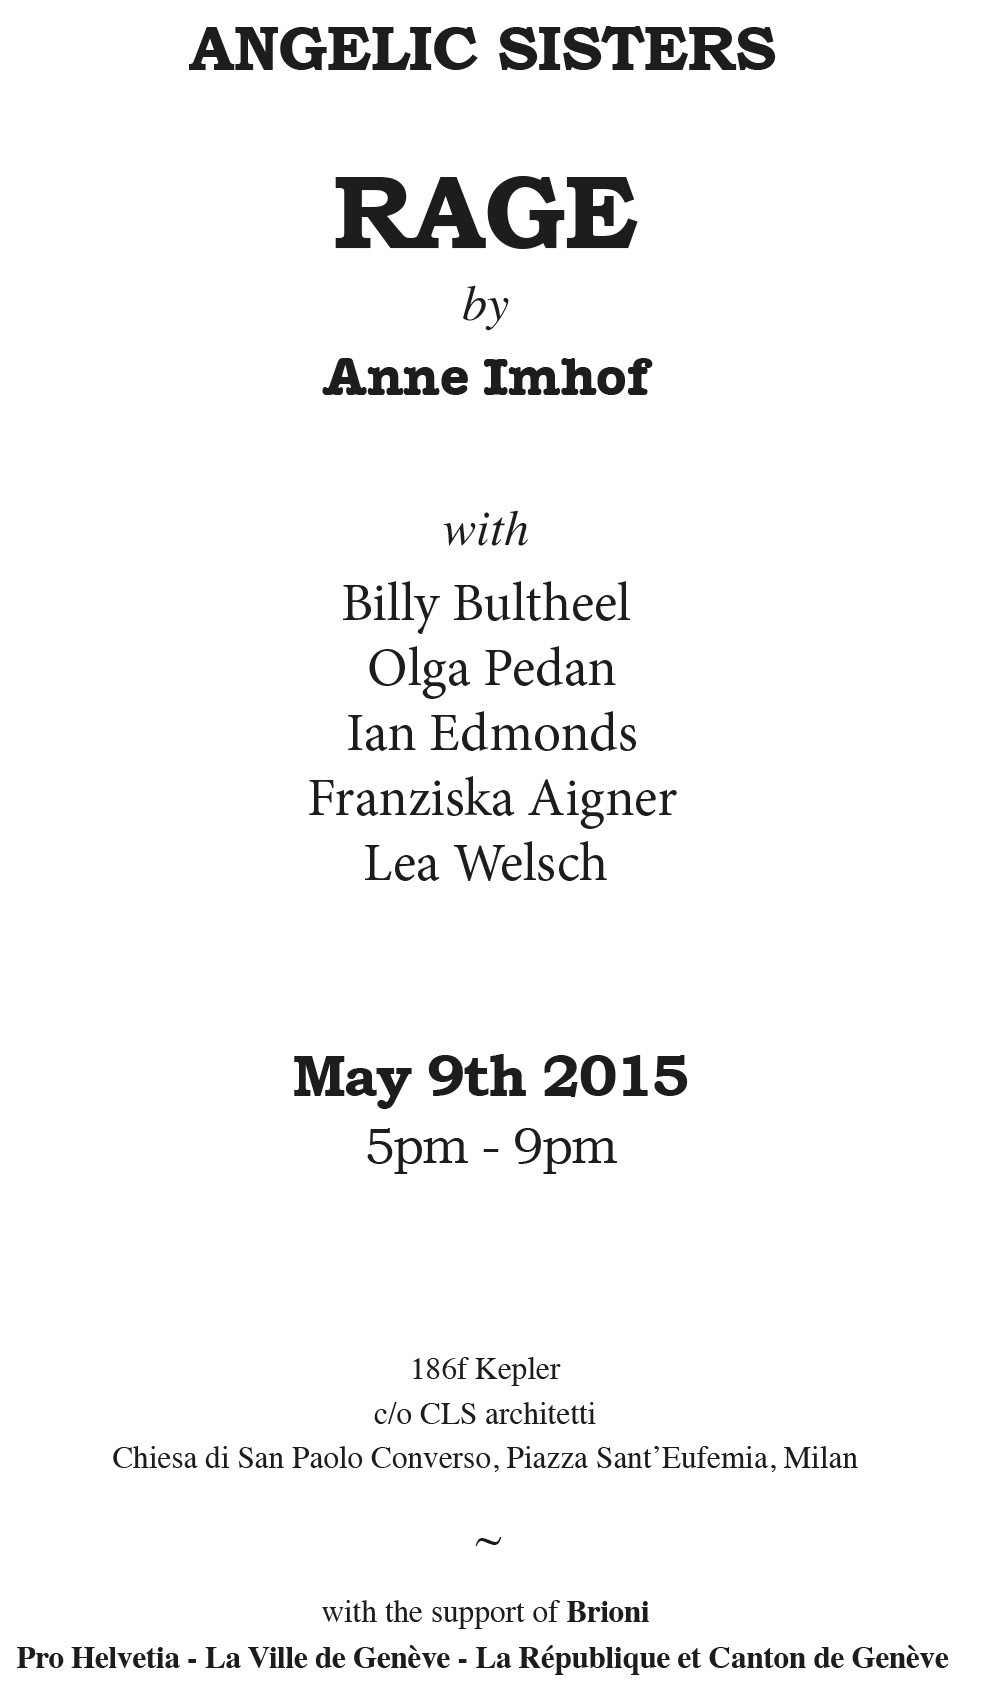 ANGELIC SISTERS
RAGE
by
Anne Imhof
with
Billy Bultheel
Olga Pedan
Ian Edmonds
Franziska Aigner
Lea Welsch
May 9th 2015
5pm - 9pm
186f Kepler
c/o CLS architetti
Chiesa di San Paolo Converso, Piazza Sant’Eufemia, Milan
~
with the support of Brioni
Pro Helvetia - La Ville de Genève - La République et Canton de Genève